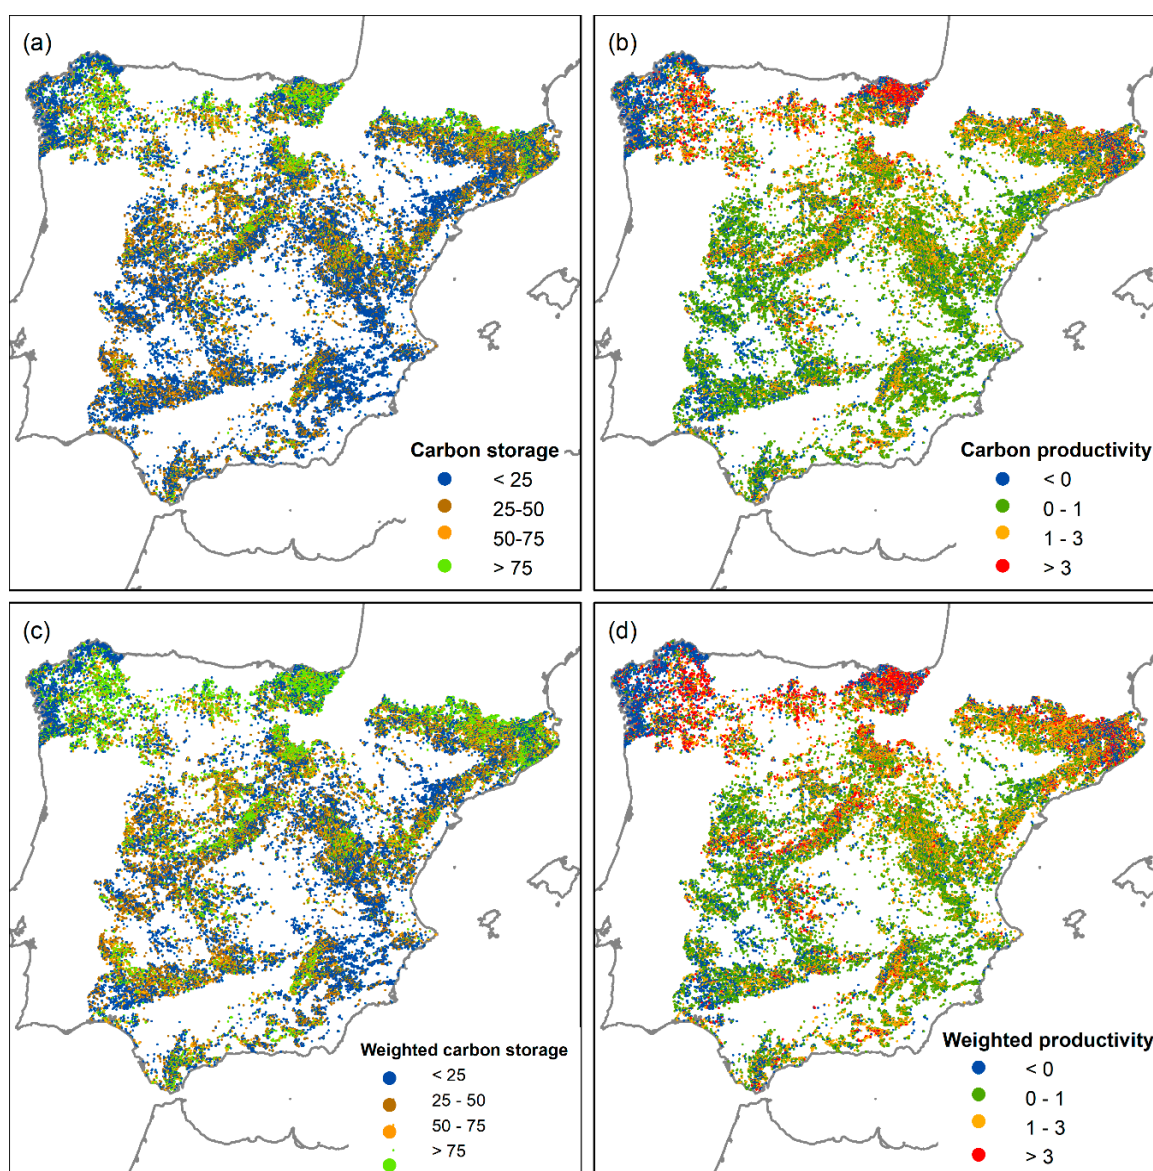 (a)
Carbon storage
< 25
25-50
50-75
> 75
(b)
Carbon productivity
< 0
0 - 1
1 - 3
> 3
(c)
Weighted carbon storage
< 25
25 - 50
50 - 75
> 75
(d)
Weighted productivity
< 0
0 - 1
1 - 3
> 3